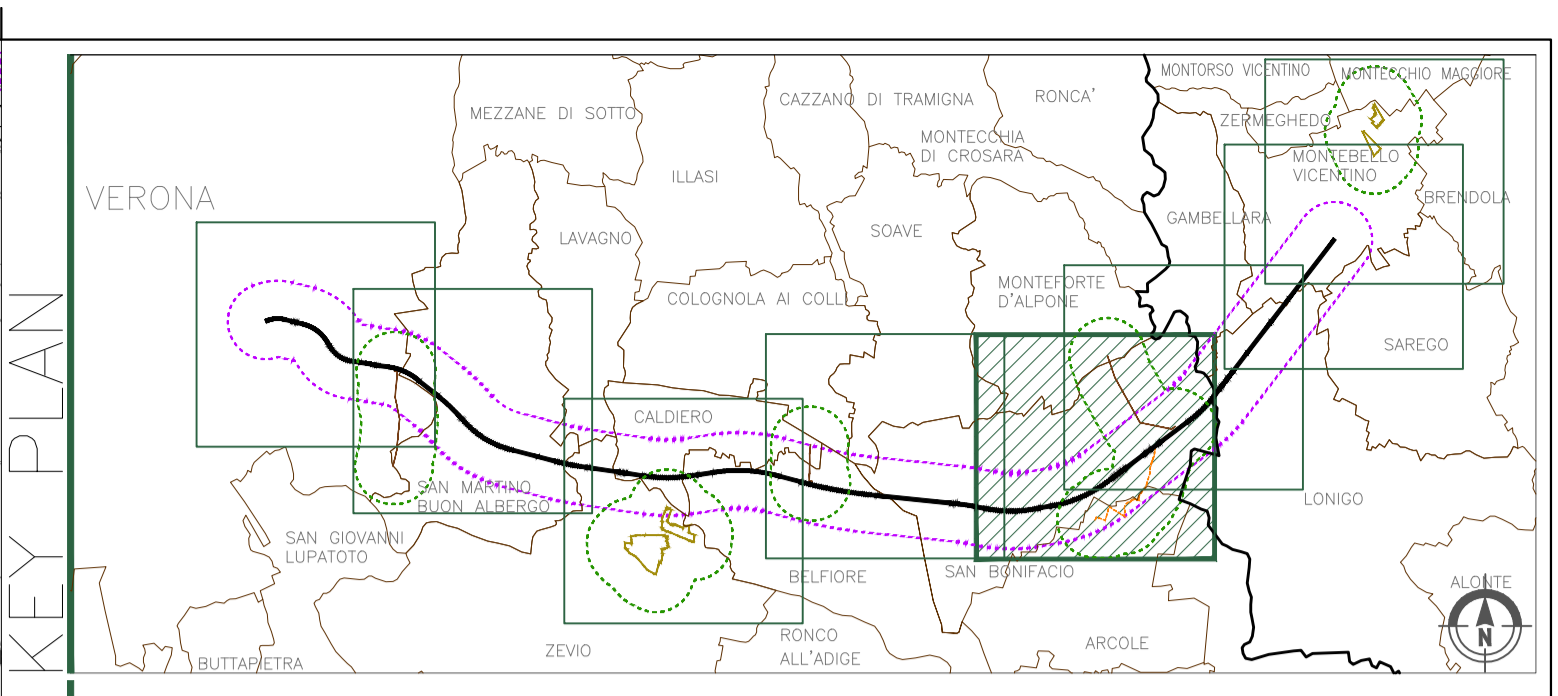 KEY PLAN
MONTORSO VICENTINO
MONTECCHIO MAGGIORE
MEZZANE DI SOTTO
CAZZANO DI TRAMIGNA
RONCA'
ZERMEGHEDO
MONTECCHIA
DI CROSARA
MONTEBELLO
VICENTINO
ILLASI
VERONA
BRENDOLA
GAMBELLARA
LAVAGNO
SOAVE
MONTEFORTE
D'ALPONE
COLOGNOLA AI COLLI
SAREGO
CALDIERO
SAN MARTINO
BUON ALBERGO
LONIGO
SAN GIOVANNI
LUPATOTO
BELFIORE
SAN BONIFACIO
ALONTE
N
RONCO
ALL'ADIGE
ARCOLE
ZEVIO
BUTTAPIETRA